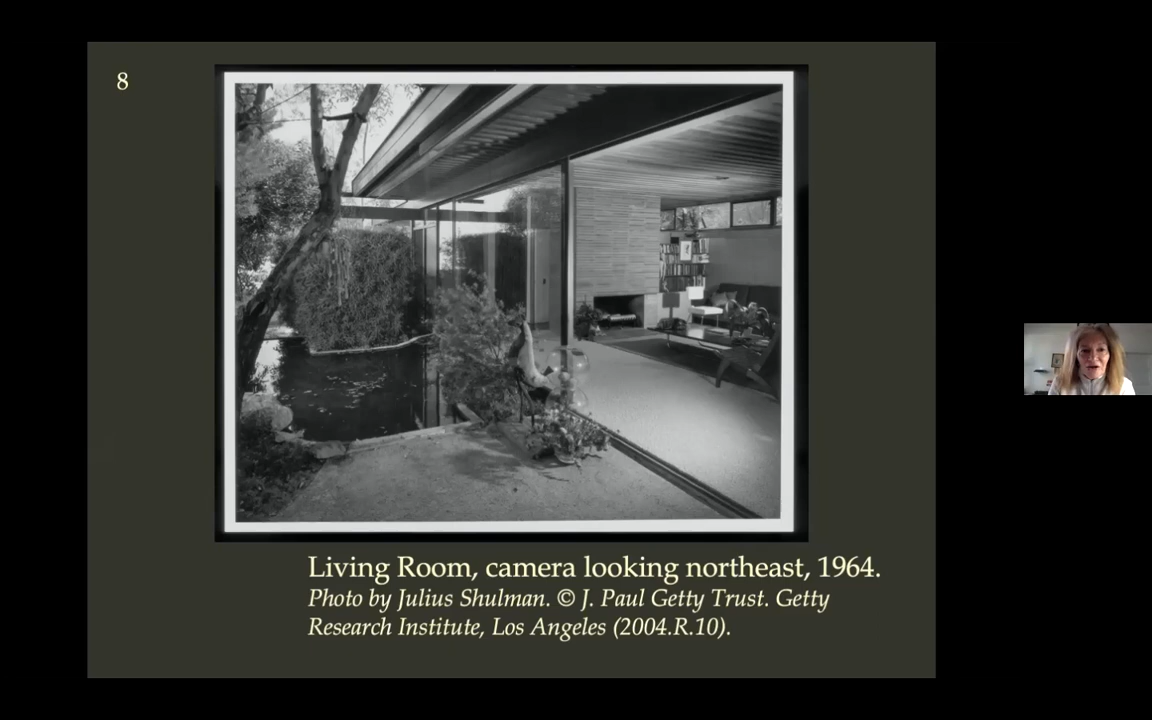 8
Living Room, camera looking northeast, 1964.
Photo by Julius Shulman. © J. Paul Getty Trust. Getty
Research Institute, Los Angeles (2004.R.10).